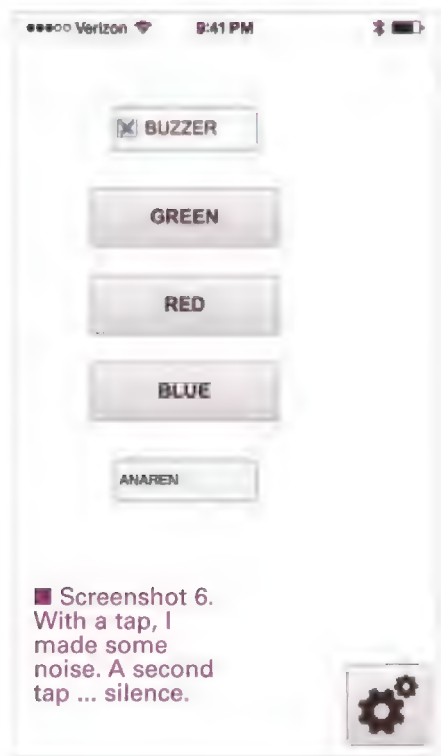 Verizon 9:41 PM
BUZZER
GREEN
RED
BLUE
ANAREN
Screenshot 6.
With a tap, I
made some
noise. A second
tap ... silence.